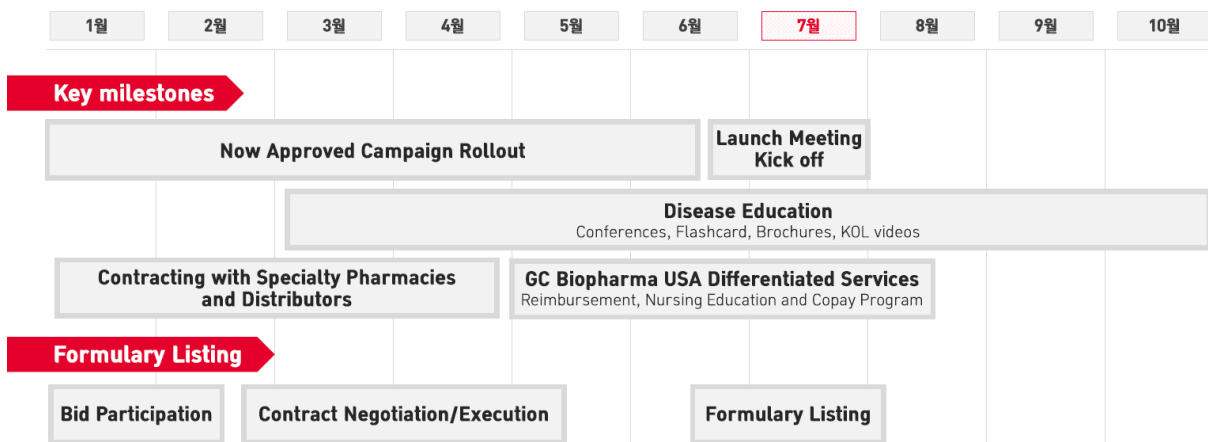 1월 2월 3월 4월 5월 6월 7월 8월 9월 10월
Key milestones
Now Approved Campaign Rollout
Launch Meeting
Kick off
Disease Education
Conferences, Flashcard, Brochures, KOL videos
Contracting with Specialty Pharmacies
and Distributors
GC Biopharma USA Differentiated Services
Reimbursement, Nursing Education and Copay Program
Formulary Listing
Bid Participation
Contract Negotiation/Execution
Formulary Listing